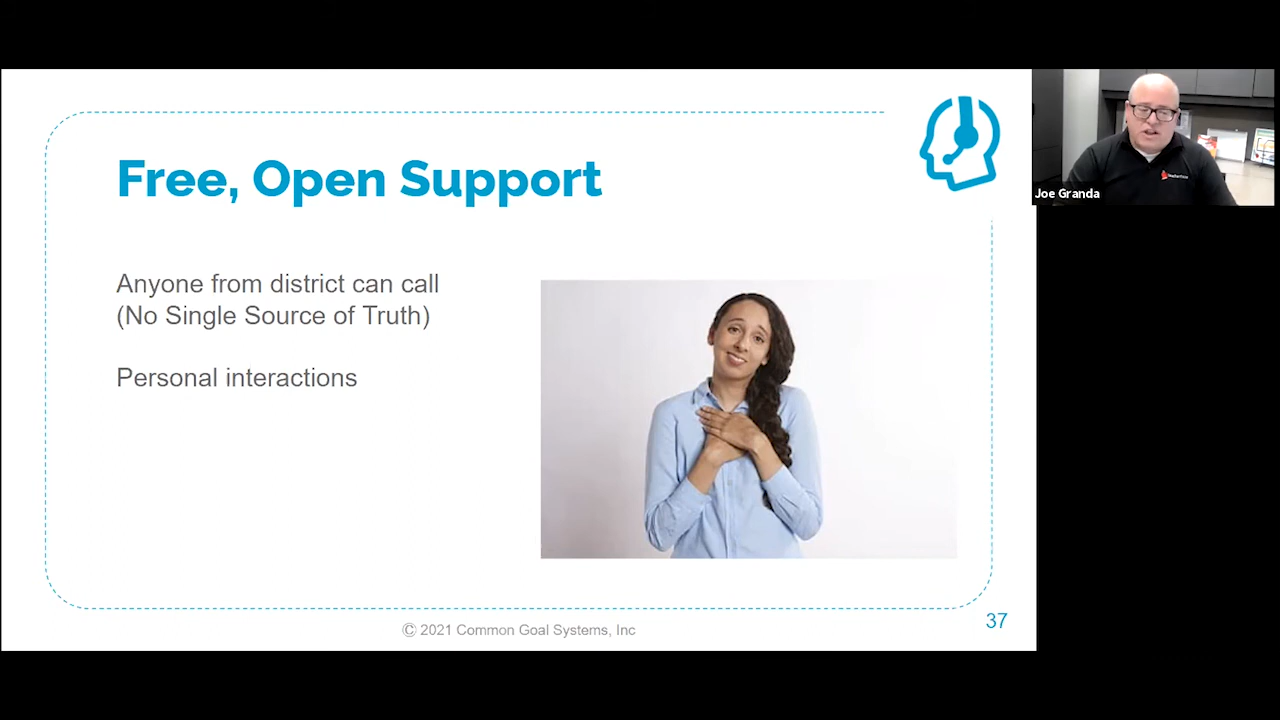 Free, Open Support
Anyone from district can call
(No Single Source of Truth)
Personal interactions
© 2021 Common Goal Systems, Inc
37
Joe Granda